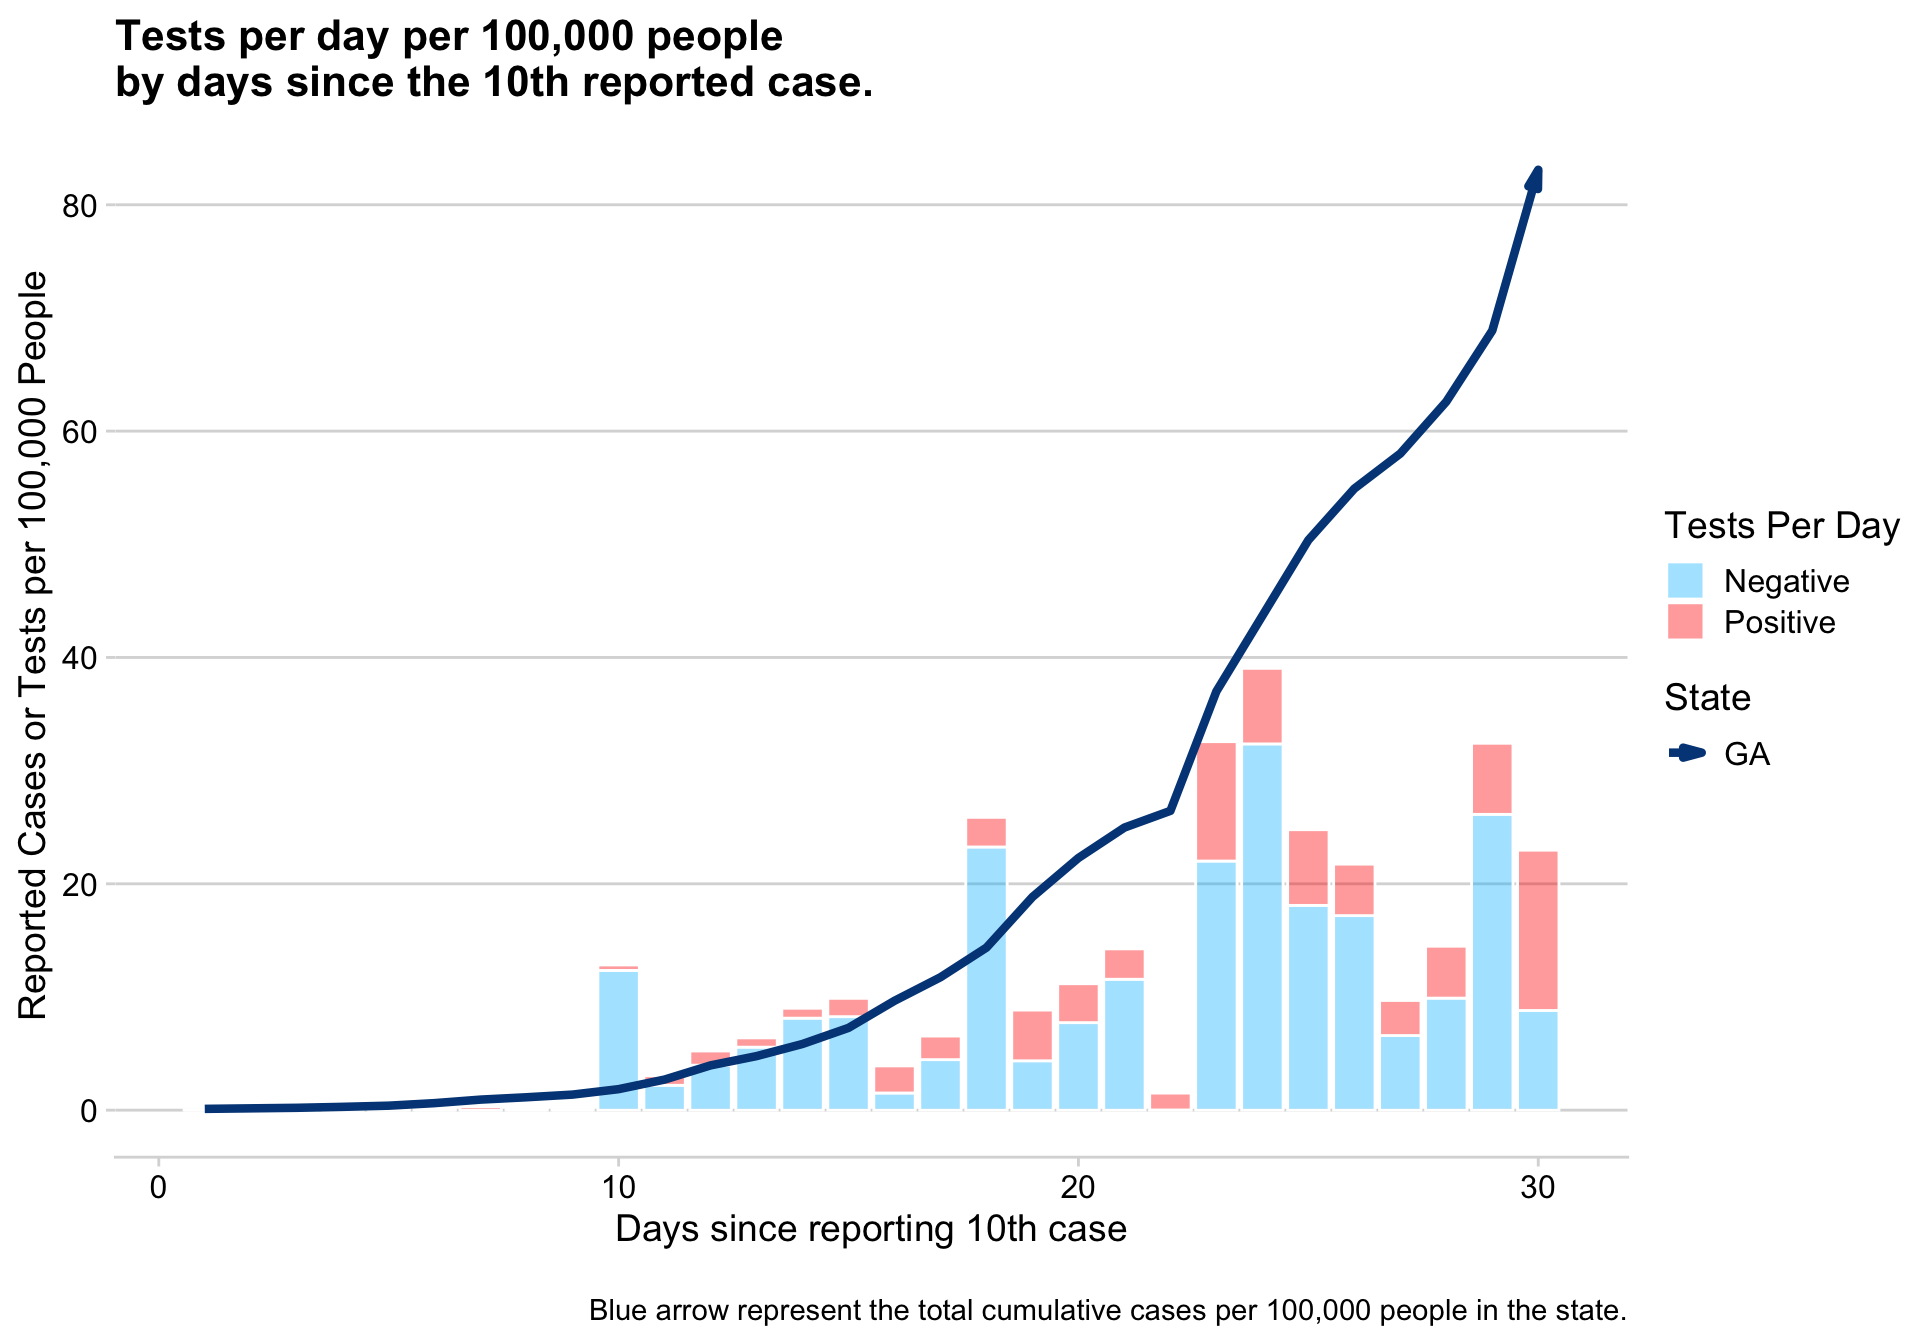 Tests per day per 100,000 people
by days since the 10th reported case.
Reported Cases or Tests per 100,000 People
80
60
40
20
0
0
10
20
30
Days since reporting 10th case
Tests Per Day
Negative
Positive
State
GA
Blue arrow represent the total cumulative cases per 100,000 people in the state.